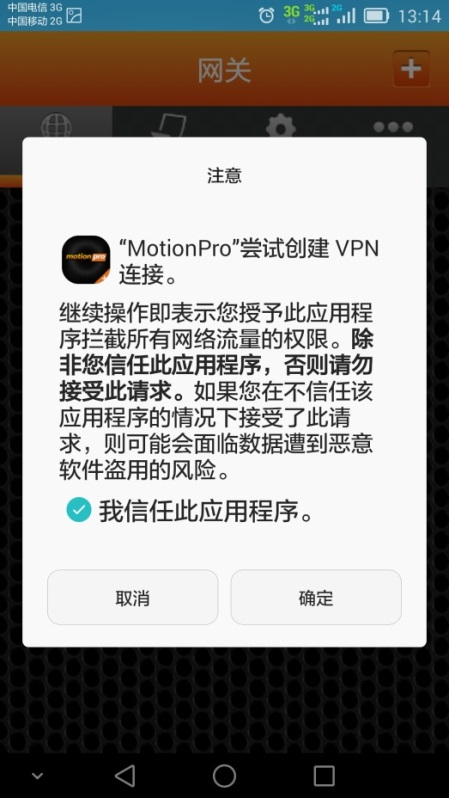 中国电信 3G
中国移动 2G
3G 3G 2G 2G 13:14
网关
注意
motion pro
“MotionPro”尝试创建 VPN
连接。
继续操作即表示您授予此应用程
序拦截所有网络流量的权限。除
非您信任此应用程序，否则请勿
接受此请求。如果您在不信任该
应用程序的情况下接受了此请
求，则可能会面临数据遭到恶意
软件盗用的风险。
我信任此应用程序。
取消
确定